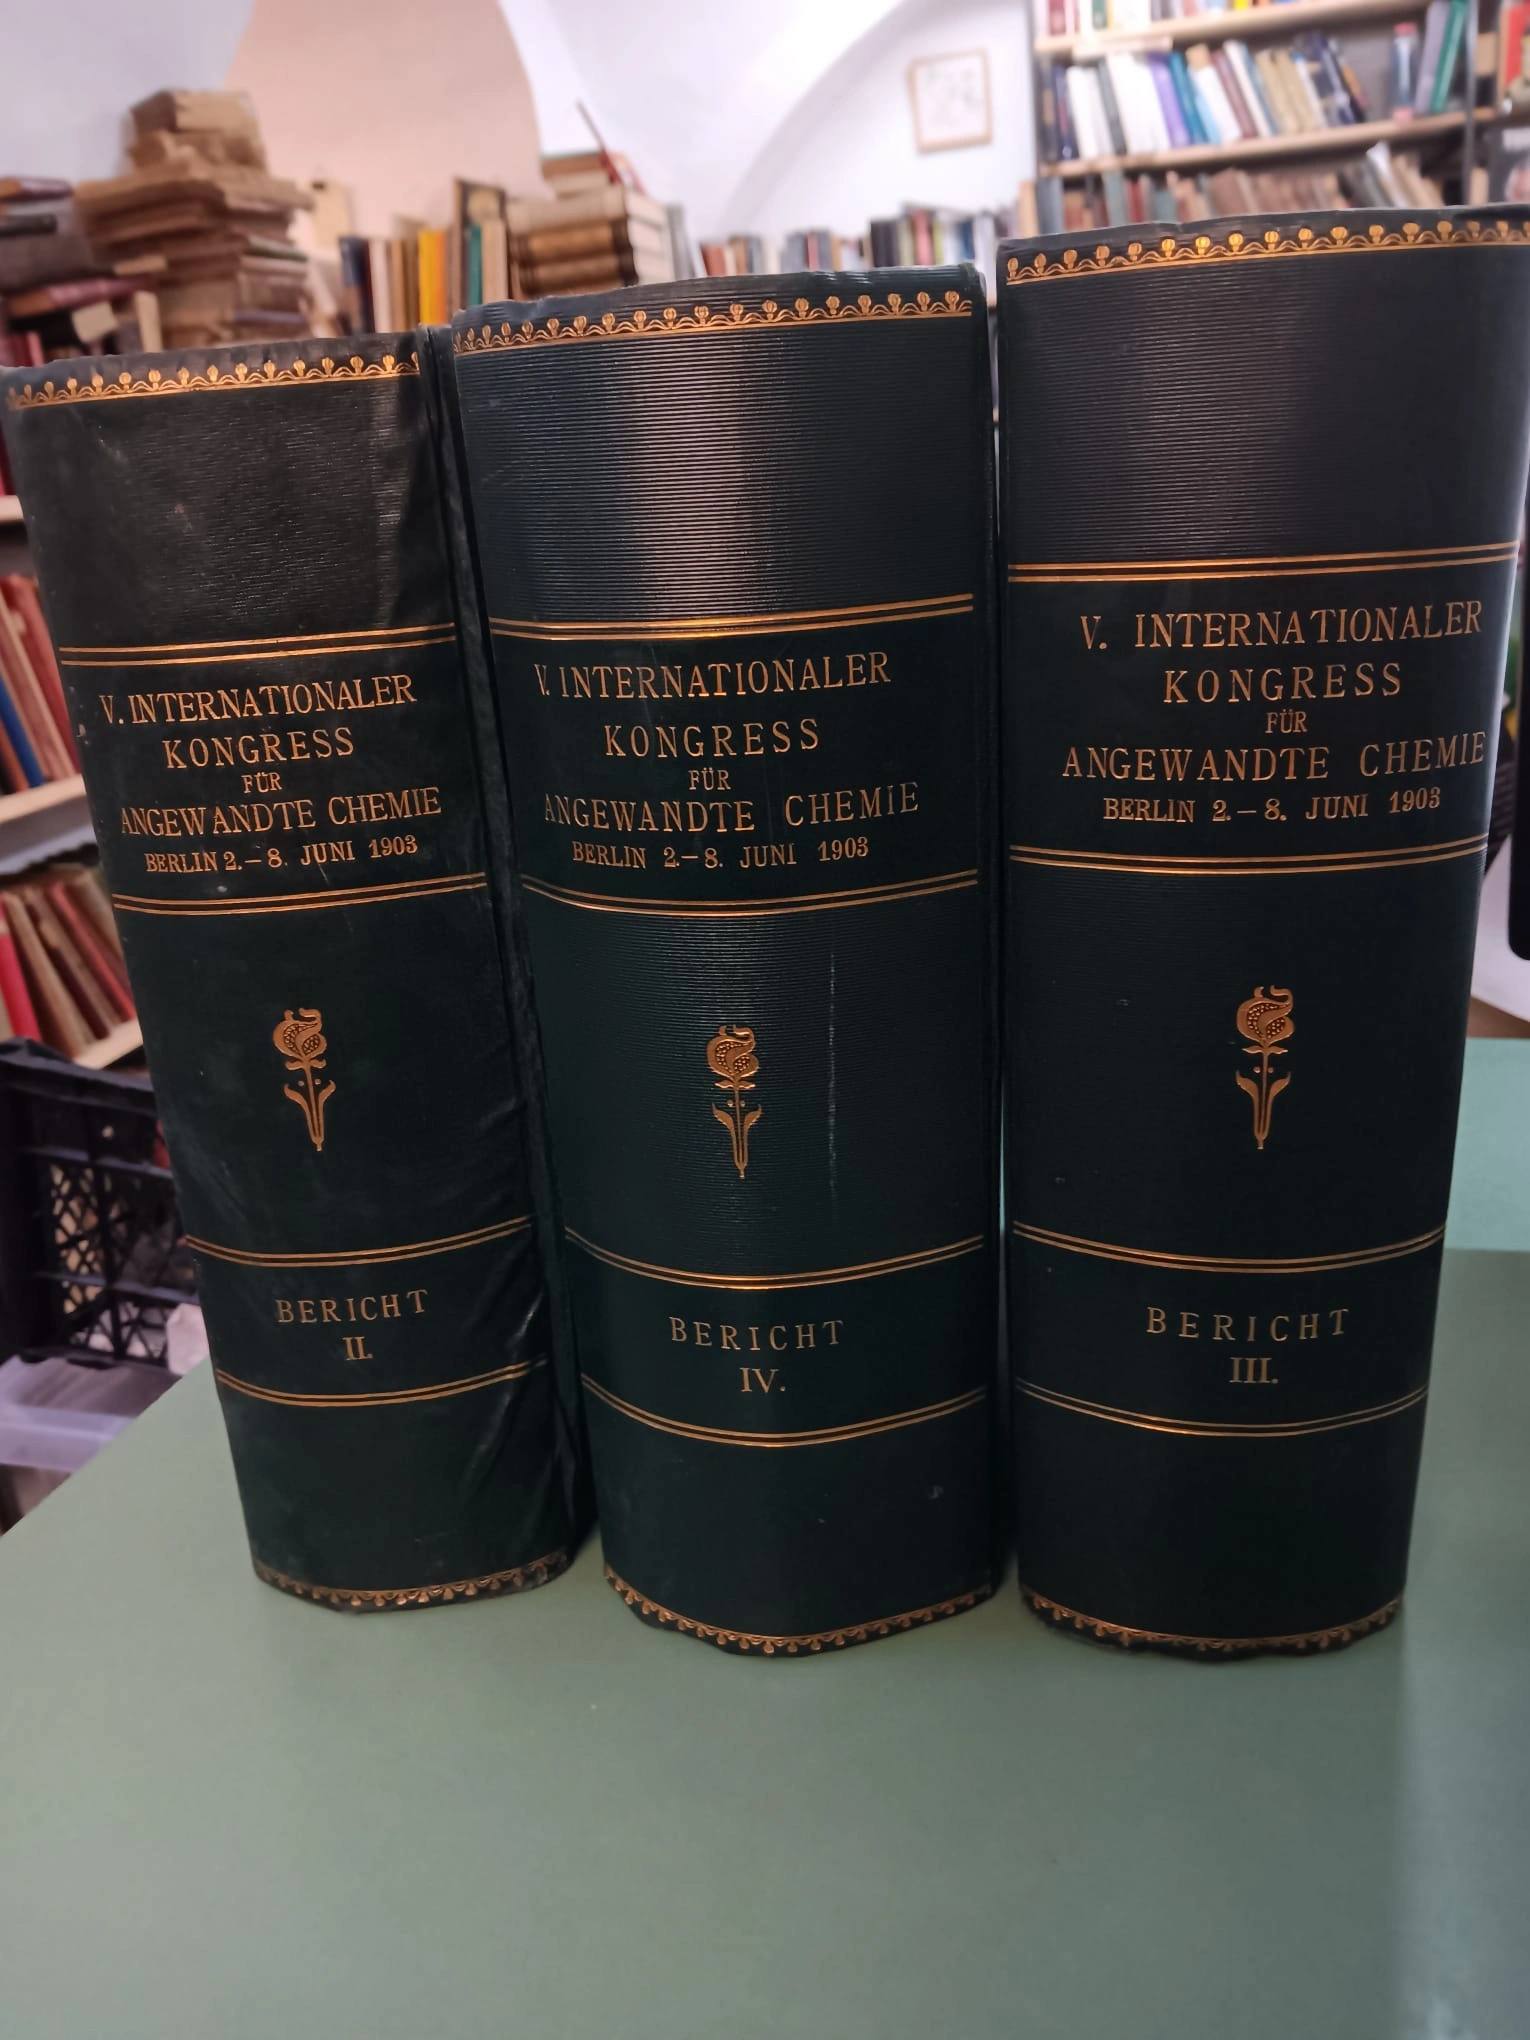 V. INTERNATIONALER
KONGRESS
FÜR
ANGEWANDTE CHEMIE
BERLIN 2.–8. JUNI 1903
BERICHT
II.
V. INTERNATIONALER
KONGRESS
FÜR
ANGEWANDTE CHEMIE
BERLIN 2.–8. JUNI 1903
BERICHT
IV.
V. INTERNATIONALER
KONGRESS
FÜR
ANGEWANDTE CHEMIE
BERLIN 2.–8. JUNI 1903
BERICHT
III.